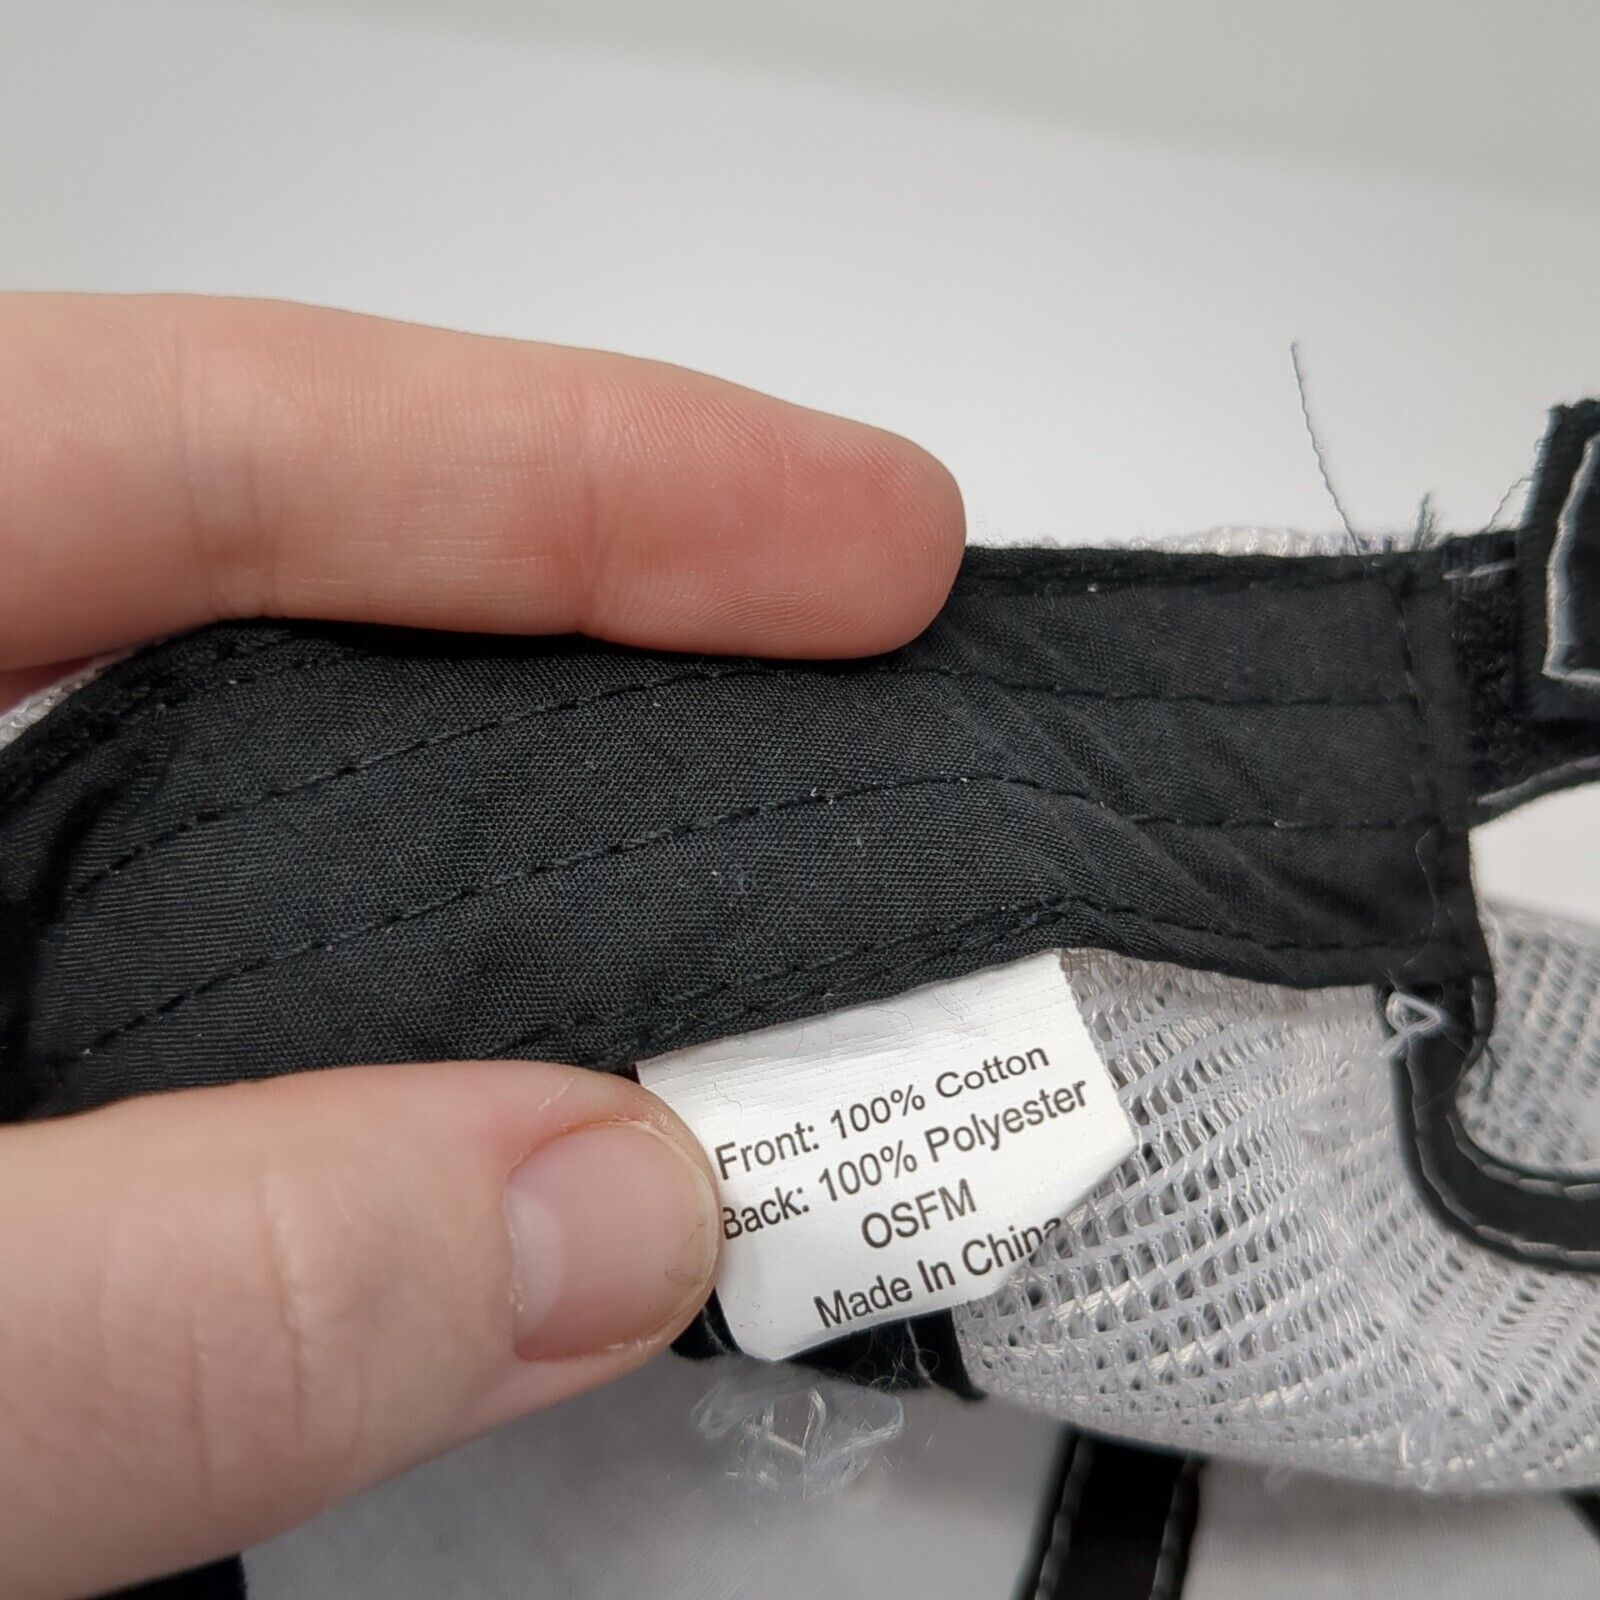 Front: 100% Cotton
Back: 100% Polyester
OSFM
Made In China